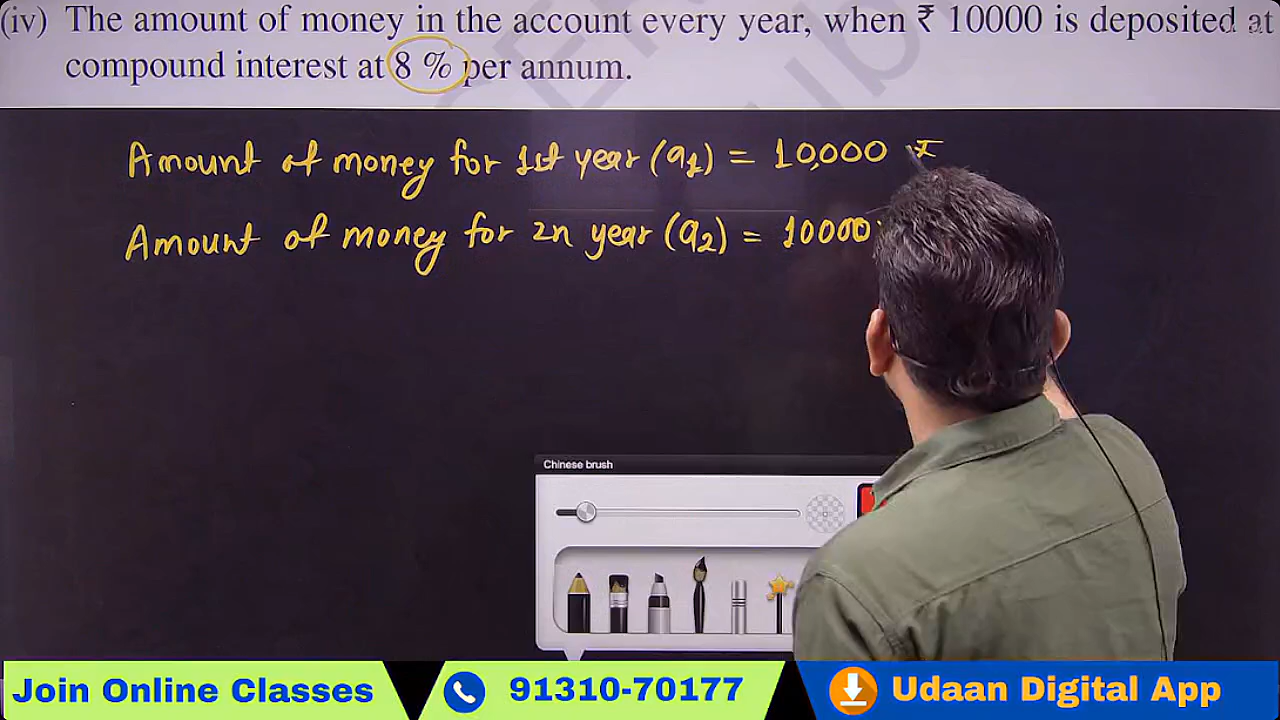 (iv) The amount of money in the account every year, when ₹ 10000 is deposited at
compound interest at 8 % per annum.
Amount of money for 1st year (a1) = 10,000 ₹
Amount of money for 2n year (a2) = 10000
Chinese brush
Join Online Classes
91310-70177
Udaan Digital App